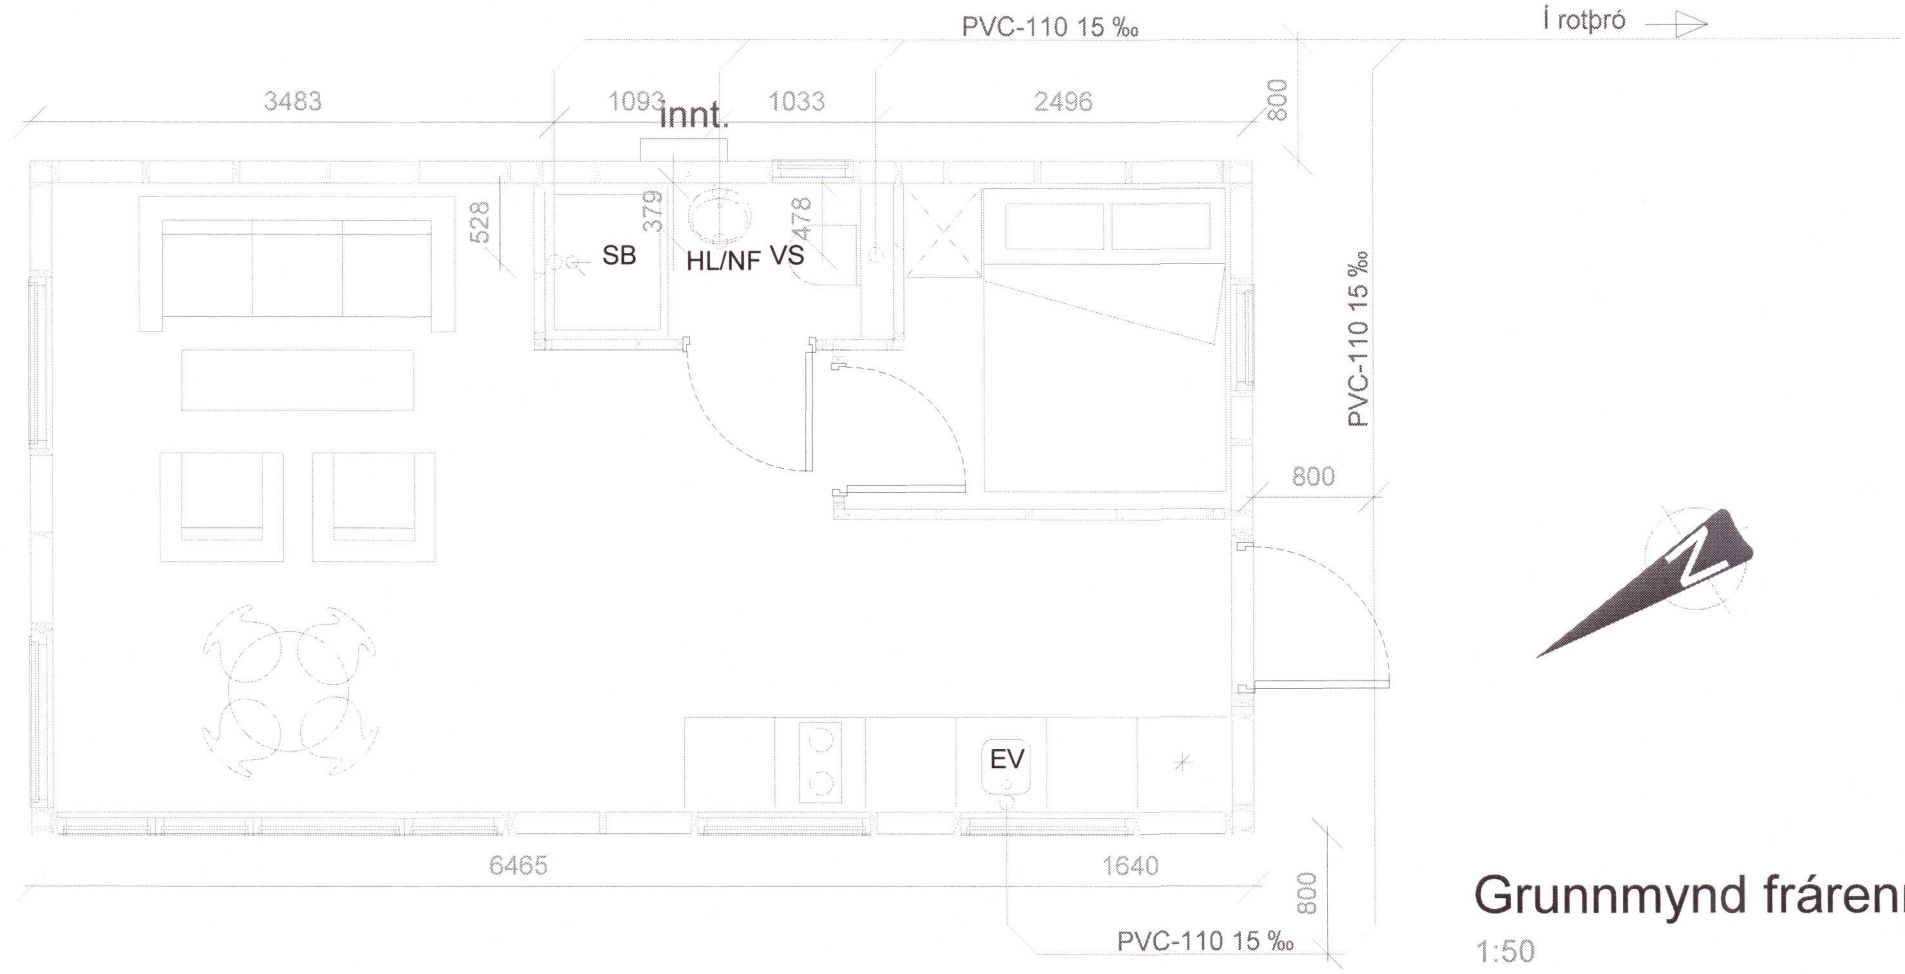 PVC-110 15 ‰
Í rotþró
3483
1093
1033
2496
800
innt.
528
379
478
SB
HL/NF
VS
PVC-110 15 ‰
800
N
EV
6465
1640
800
PVC-110 15 ‰
Grunnmynd fráren
1:50